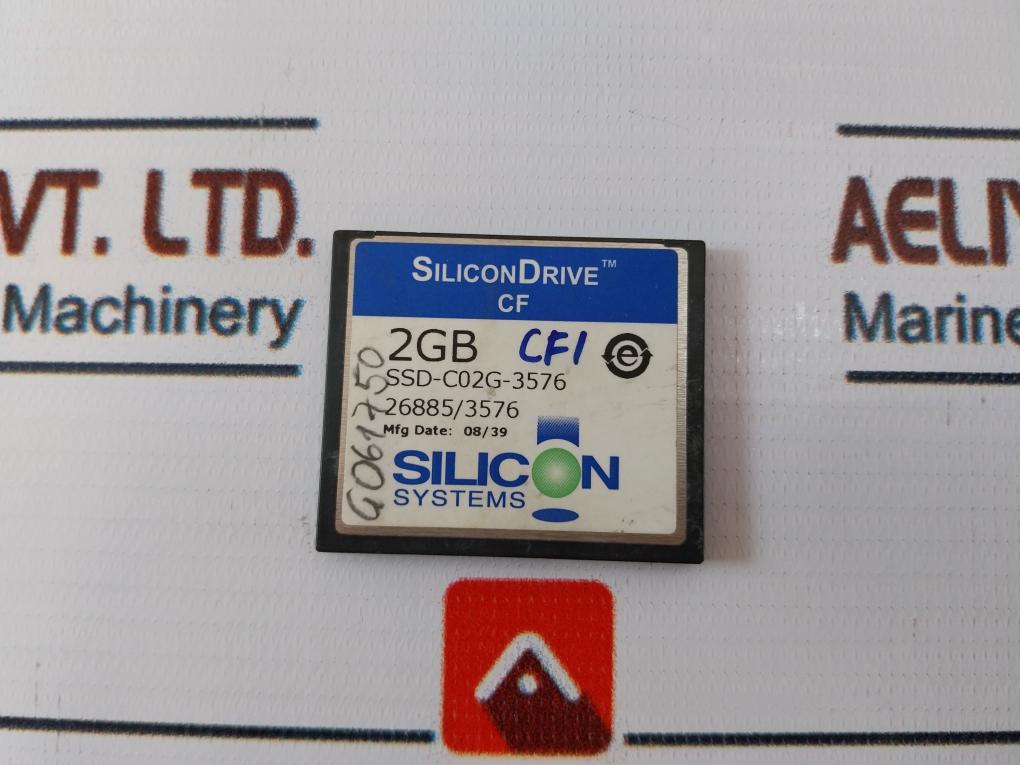 VT. LTD.
Machinery
AELIY
Marine
SILICONDRIVE™
CF
2GB CF1
e
SSD-C02G-3576
26885/3576
Mfg Date: 08/39
SILICON
SYSTEMS
G061750